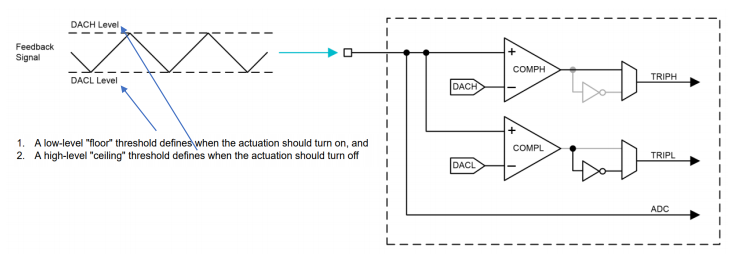 DACH Level
Feedback
Signal
DACL Level
1. A low-level "floor" threshold defines when the actuation should turn on, and
2. A high-level "ceiling" threshold defines when the actuation should turn off
+
COMPH
DACH
−
TRIPH
+
COMPL
DACL
−
TRIPL
ADC